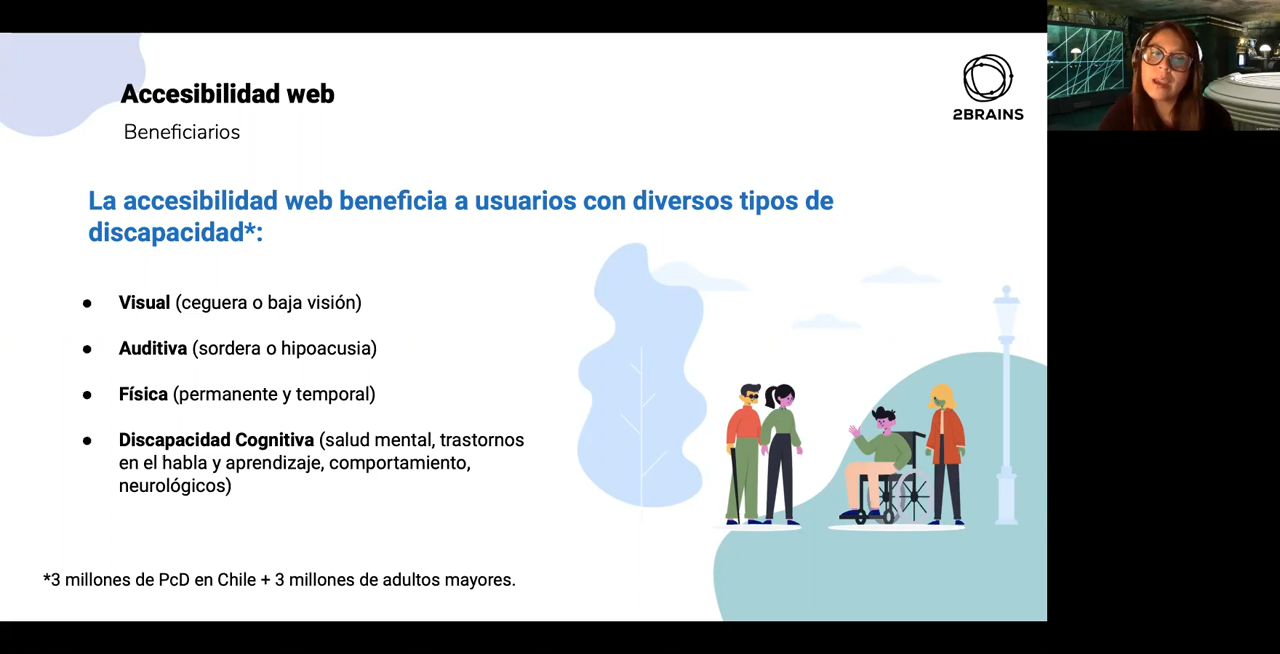 Accesibilidad web
Beneficiarios
2BRAINS
La accesibilidad web beneficia a usuarios con diversos tipos de
discapacidad*:
● Visual (ceguera o baja visión)
● Auditiva (sordera o hipoacusia)
● Física (permanente y temporal)
● Discapacidad Cognitiva (salud mental, trastornos
en el habla y aprendizaje, comportamiento,
neurológicos)
*3 millones de PcD en Chile + 3 millones de adultos mayores.